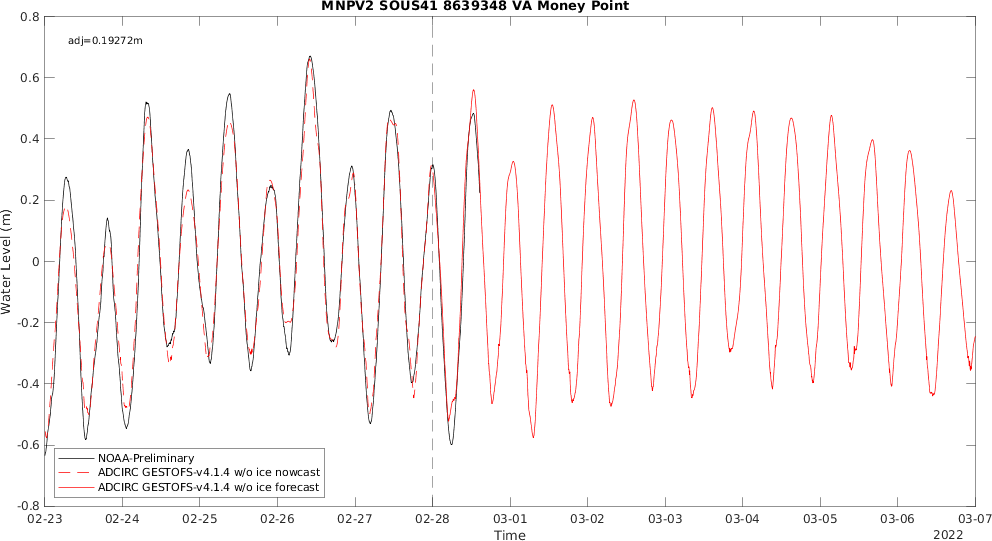 MNPV2 SOUS41 8639348 VA Money Point
adj=0.19272m
0.8
0.6
0.4
0.2
0
-0.2
-0.4
-0.6
-0.8
Water Level (m)
NOAA-Preliminary
ADCIRC GESTOFS-v4.1.4 w/o ice nowcast
ADCIRC GESTOFS-v4.1.4 w/o ice forecast
02-23 02-24 02-25 02-26 02-27 02-28 03-01 03-02 03-03 03-04 03-05 03-06 03-07
Time
2022